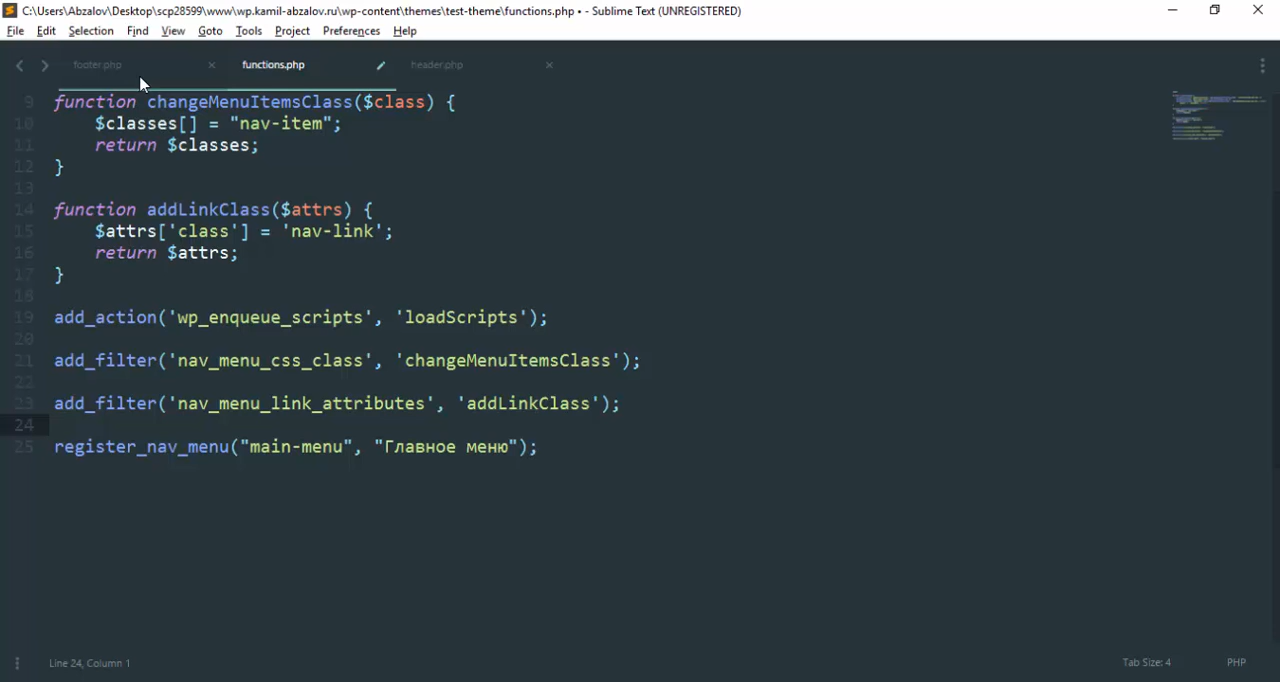 C:\Users\Abzalov\Desktop\scp28599\www\wp.kamil-abzalov.ru\wp-content\themes\test-theme\functions.php • - Sublime Text (UNREGISTERED)
File Edit Selection Find View Goto Tools Project Preferences Help
footer.php functions.php header.php
9 function changeMenuItemsClass($class) {
10 $classes[] = "nav-item";
11 return $classes;
12 }
13
14 function addLinkClass($attrs) {
15 $attrs['class'] = 'nav-link';
16 return $attrs;
17 }
18
19 add_action('wp_enqueue_scripts', 'loadScripts');
20
21 add_filter('nav_menu_css_class', 'changeMenuItemsClass');
22
23 add_filter('nav_menu_link_attributes', 'addLinkClass');
24
25 register_nav_menu("main-menu", "Главное меню");
Line 24, Column 1 Tab Size: 4 PHP